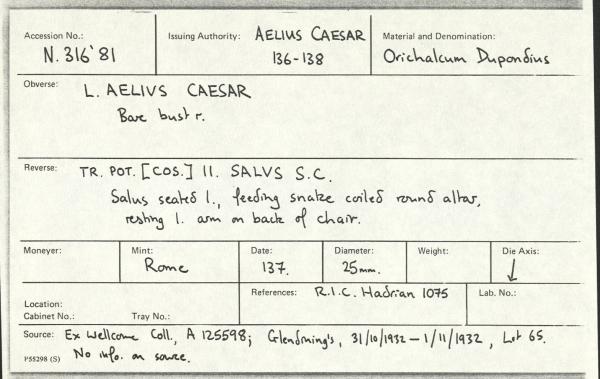 Accession No.: N. 316'81
Issuing Authority: AELIUS CAESAR
136-138
Material and Denomination:
Orichalcum Dupondius
Obverse: L. AELIVS CAESAR
Bare bust r.
Reverse: TR. POT. [COS.] II. SALVS S.C.
Salus seated l., feeding snake coiled round altar,
resting l. arm on back of chair.
Moneyer:
Mint: Rome
Date: 137.
Diameter: 25mm.
Weight:
Die Axis: ↓
Location:
Cabinet No.: Tray No.:
References: R.I.C. Hadrian 1075
Lab. No.:
Source: Ex Wellcome Coll., A 125598; Glendining's, 31/10/1932 - 1/11/1932, Lot 65.
P55298 (S) No info. on source.